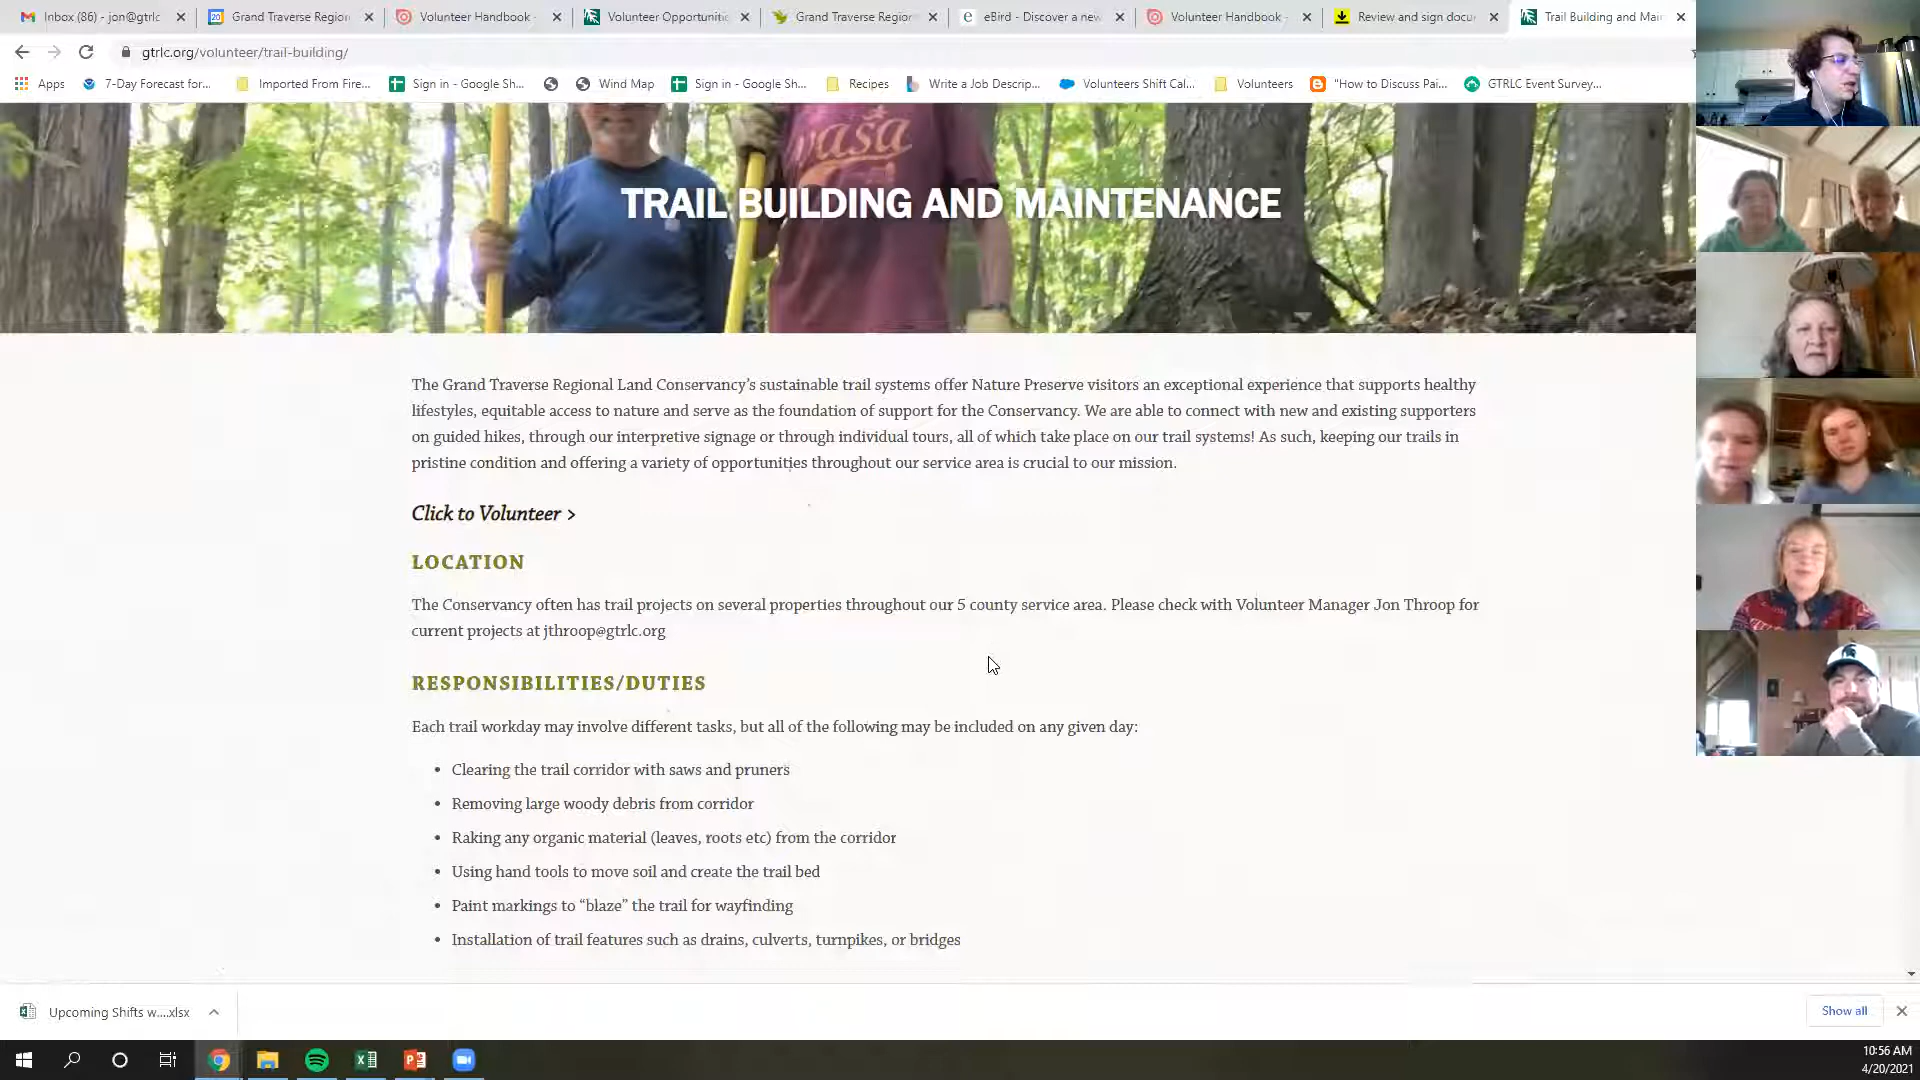 Inbox (86) - jon@gtrlc
Grand Traverse Region
Volunteer Handbook -
Volunteer Opportuniti
Grand Traverse Region
eBird - Discover a new
Volunteer Handbook -
Review and sign docu
Trail Building and Mai
gtrlc.org/volunteer/trail-building/
Apps
7-Day Forecast for...
Imported From Fire...
Sign in - Google Sh...
Wind Map
Sign in - Google Sh...
Recipes
Write a Job Descrip...
Volunteers Shift Cal...
Volunteers
"How to Discuss Pai...
GTRLC Event Survey...
vasa
TRAIL BUILDING AND MAINTENANCE
The Grand Traverse Regional Land Conservancy's sustainable trail systems offer Nature Preserve visitors an exceptional experience that supports healthy
lifestyles, equitable access to nature and serve as the foundation of support for the Conservancy. We are able to connect with new and existing supporters
on guided hikes, through our interpretive signage or through individual tours, all of which take place on our trail systems! As such, keeping our trails in
pristine condition and offering a variety of opportunities throughout our service area is crucial to our mission.
Click to Volunteer >
LOCATION
The Conservancy often has trail projects on several properties throughout our 5 county service area. Please check with Volunteer Manager Jon Throop for
current projects at jthroop@gtrlc.org
RESPONSIBILITIES/DUTIES
Each trail workday may involve different tasks, but all of the following may be included on any given day:
• Clearing the trail corridor with saws and pruners
• Removing large woody debris from corridor
• Raking any organic material (leaves, roots etc) from the corridor
• Using hand tools to move soil and create the trail bed
• Paint markings to “blaze” the trail for wayfinding
• Installation of trail features such as drains, culverts, turnpikes, or bridges
Upcoming Shifts w....xlsx
Show all
10:56 AM
4/20/2021